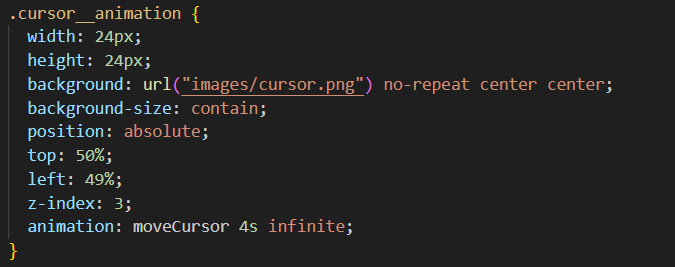 .cursor__animation {
width: 24px;
height: 24px;
background: url("images/cursor.png") no-repeat center center;
background-size: contain;
position: absolute;
top: 50%;
left: 49%;
z-index: 3;
animation: moveCursor 4s infinite;
}